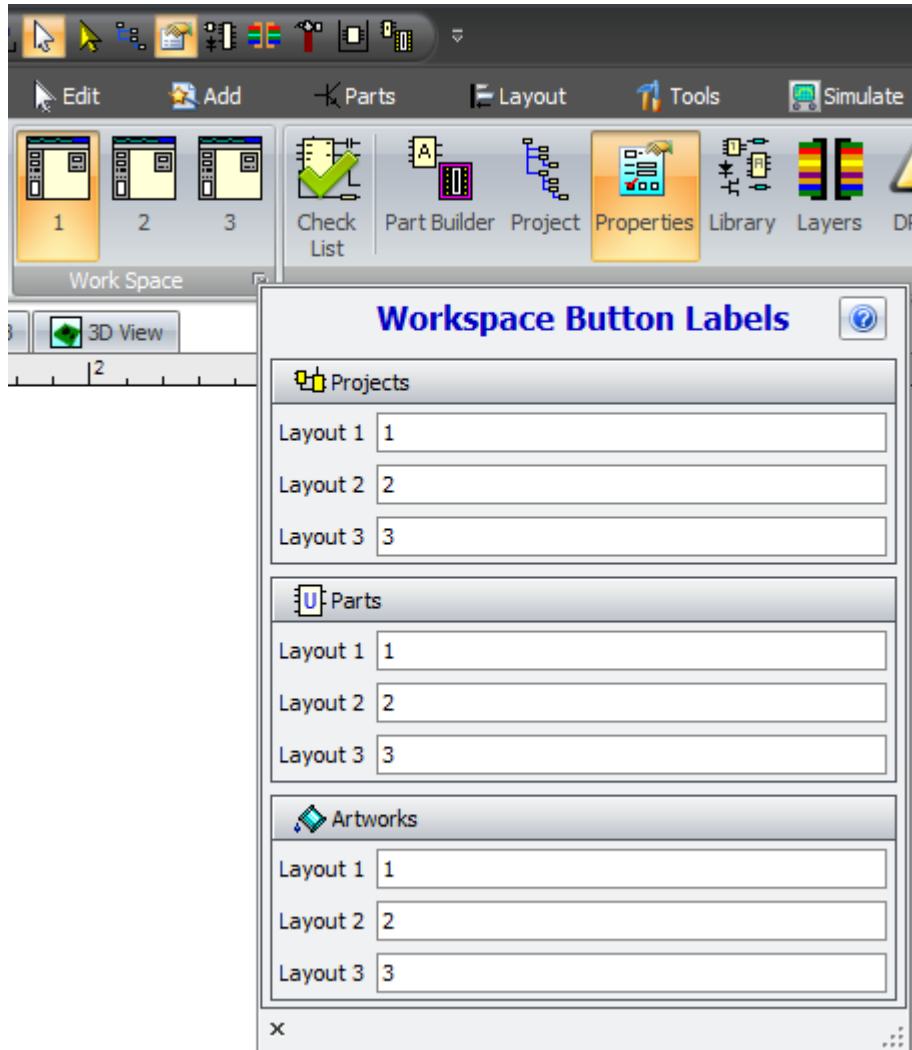 Edit Add Parts Layout Tools Simulate
1 2 3 Check List Part Builder Project Properties Library Layers
Work Space
3D View
2
Workspace Button Labels
Projects
Layout 1 1
Layout 2 2
Layout 3 3
Parts
Layout 1 1
Layout 2 2
Layout 3 3
Artworks
Layout 1 1
Layout 2 2
Layout 3 3